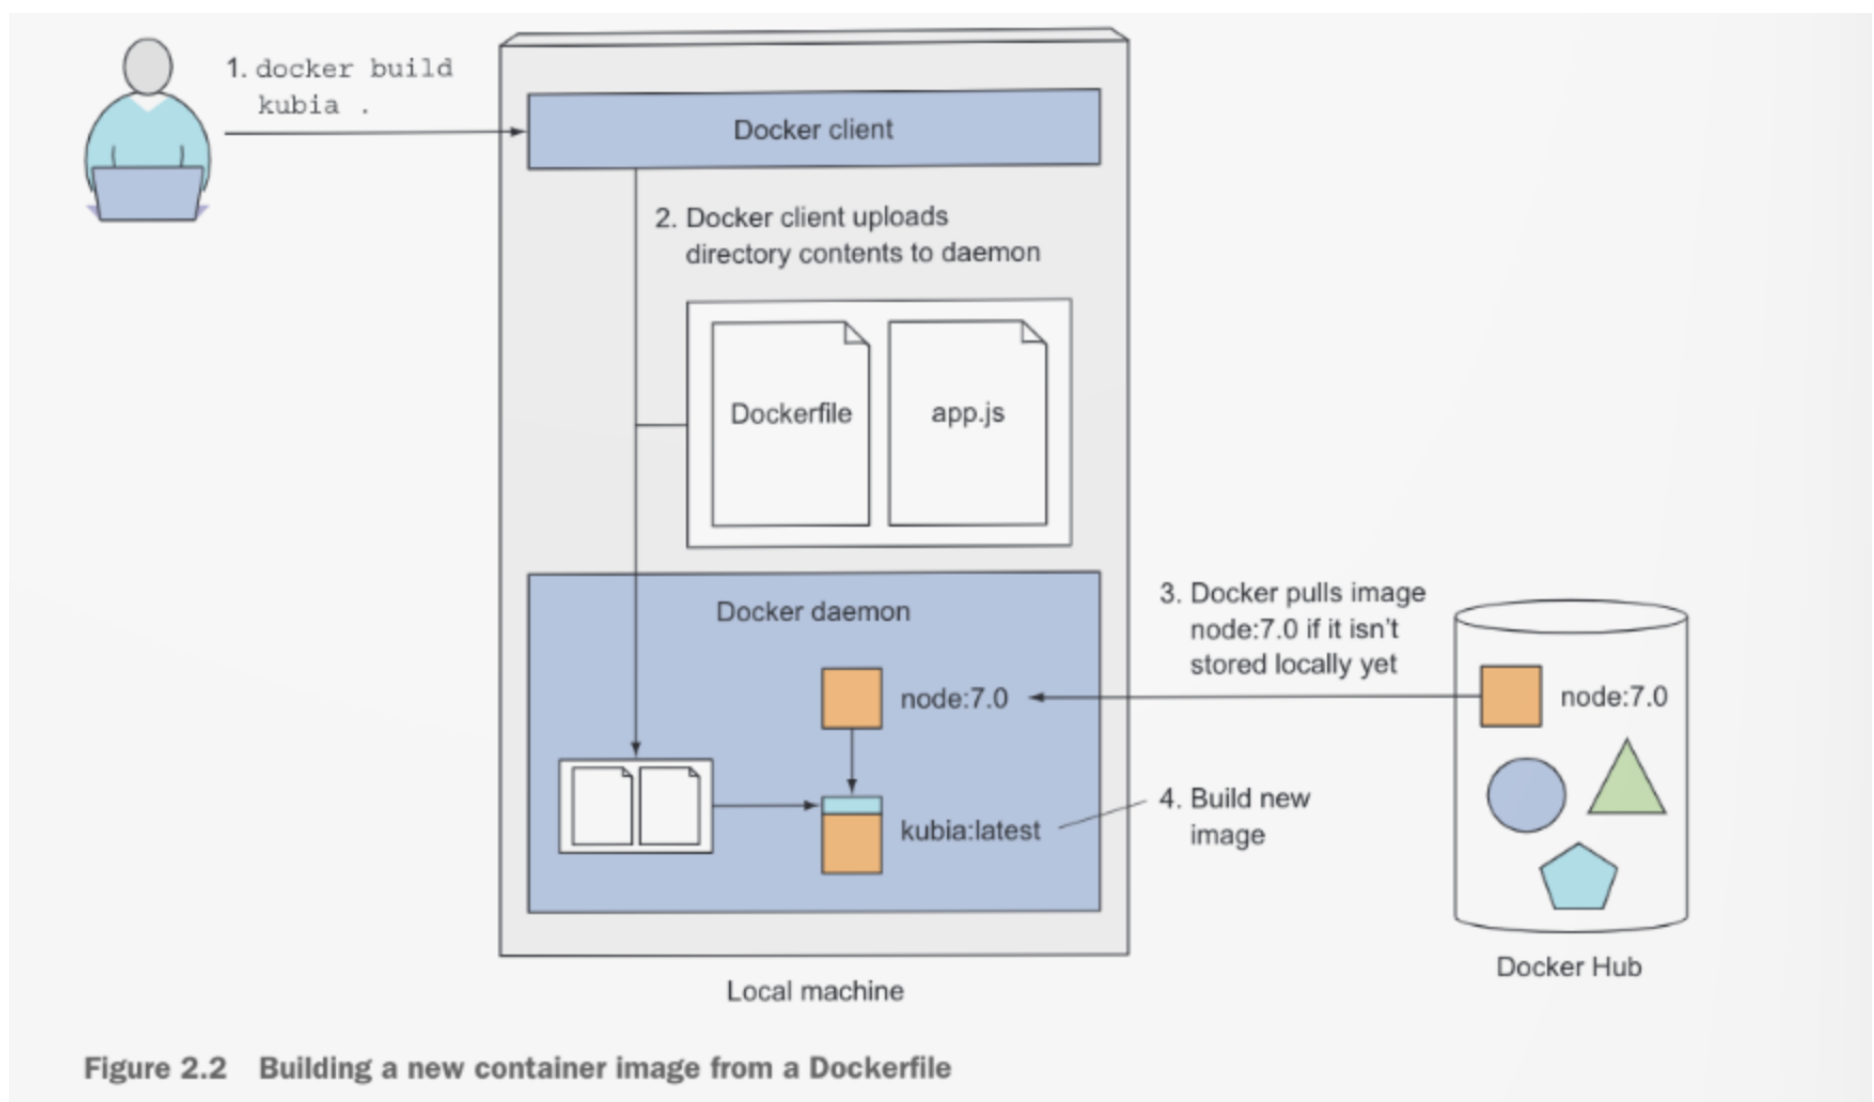 1. docker build
kubia .
Docker client
2. Docker client uploads
directory contents to daemon
Dockerfile
app.js
Docker daemon
3. Docker pulls image
node:7.0 if it isn't
stored locally yet
node:7.0
node:7.0
4. Build new
image
kubia:latest
Docker Hub
Local machine
Figure 2.2 Building a new container image from a Dockerfile